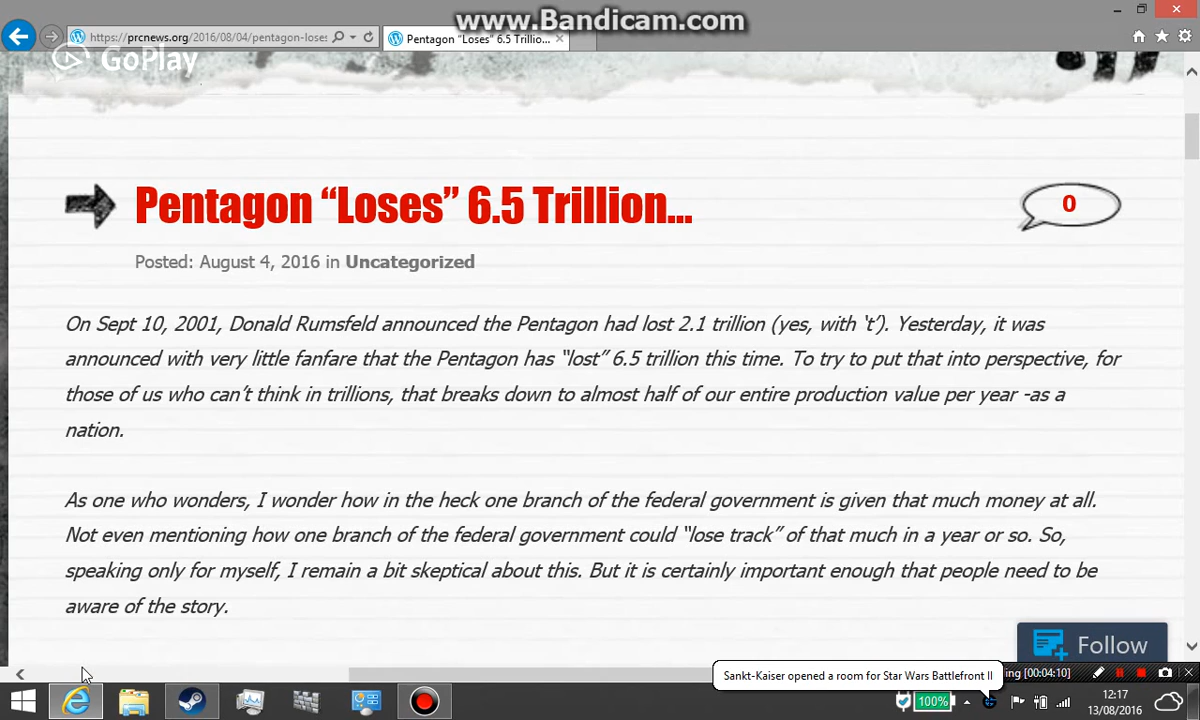 www.Bandicam.com
https://prcnews.org/2016/08/04/pentagon-loses
Pentagon “Loses” 6.5 Trillio...
GoPlay
Pentagon “Loses” 6.5 Trillion...
0
Posted: August 4, 2016 in Uncategorized
On Sept 10, 2001, Donald Rumsfeld announced the Pentagon had lost 2.1 trillion (yes, with ‘t’). Yesterday, it was
announced with very little fanfare that the Pentagon has “lost” 6.5 trillion this time. To try to put that into perspective, for
those of us who can’t think in trillions, that breaks down to almost half of our entire production value per year -as a
nation.
As one who wonders, I wonder how in the heck one branch of the federal government is given that much money at all.
Not even mentioning how one branch of the federal government could “lose track” of that much in a year or so. So,
speaking only for myself, I remain a bit skeptical about this. But it is certainly important enough that people need to be
aware of the story.
Follow
Sankt-Kaiser opened a room for Star Wars Battlefront II
ing [00:04:10]
100%
12:17
13/08/2016